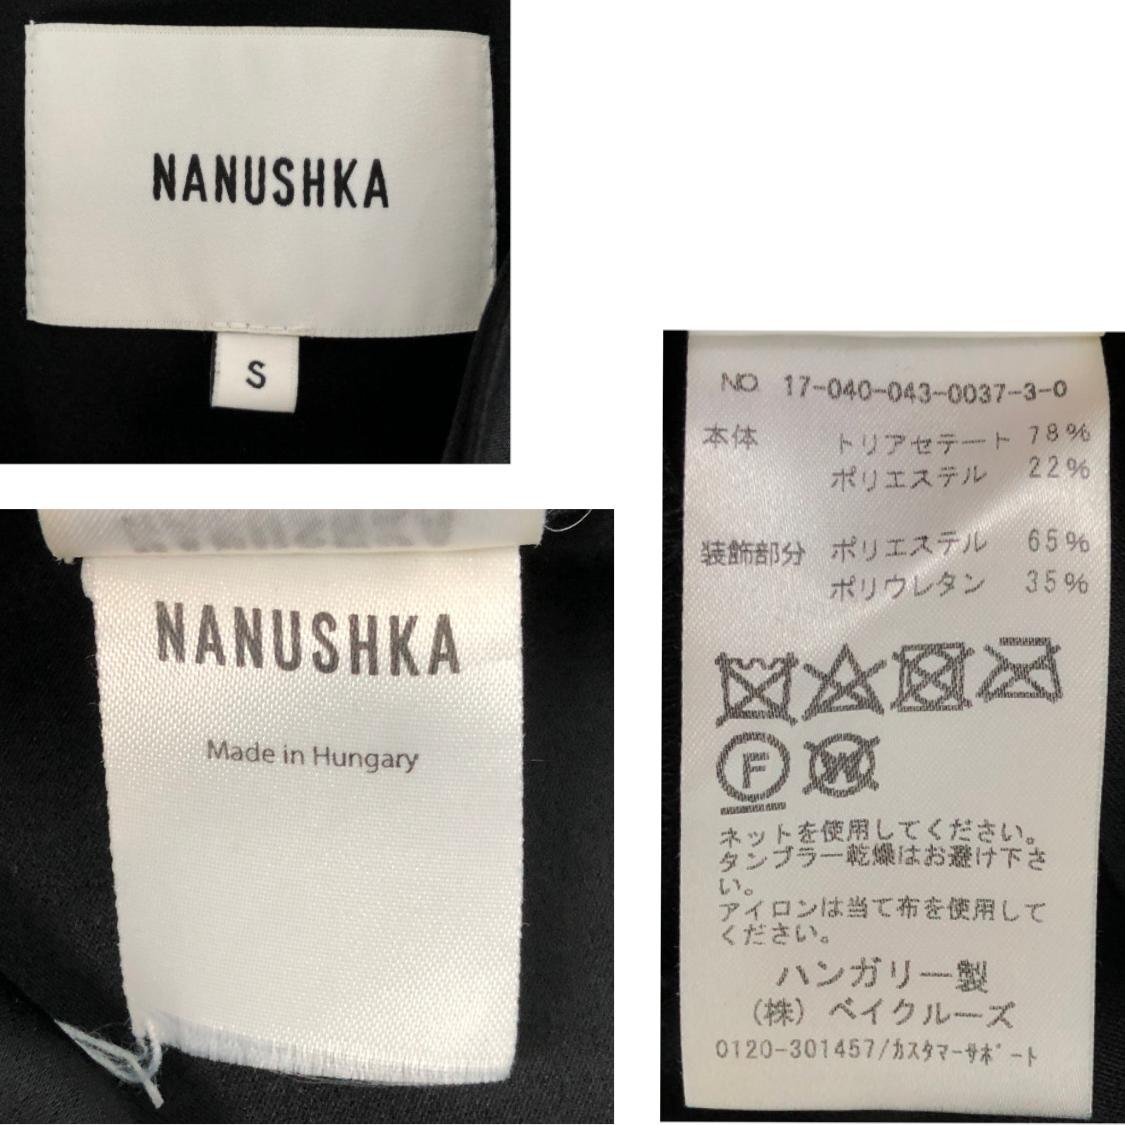 NANUSHKA
S
NANUSHKA
Made in Hungary
NO 17-040-043-0037-3-0
本体 トリアセテート 78%
ポリエステル 22%
装飾部分 ポリエステル 65%
ポリウレタン 35%
F W
ネットを使用してください。
タンブラー乾燥はお避け下さ
い。
アイロンは当て布を使用して
ください。
ハンガリー製
(株) ベイクルーズ
0120-301457/カスタマーサポート